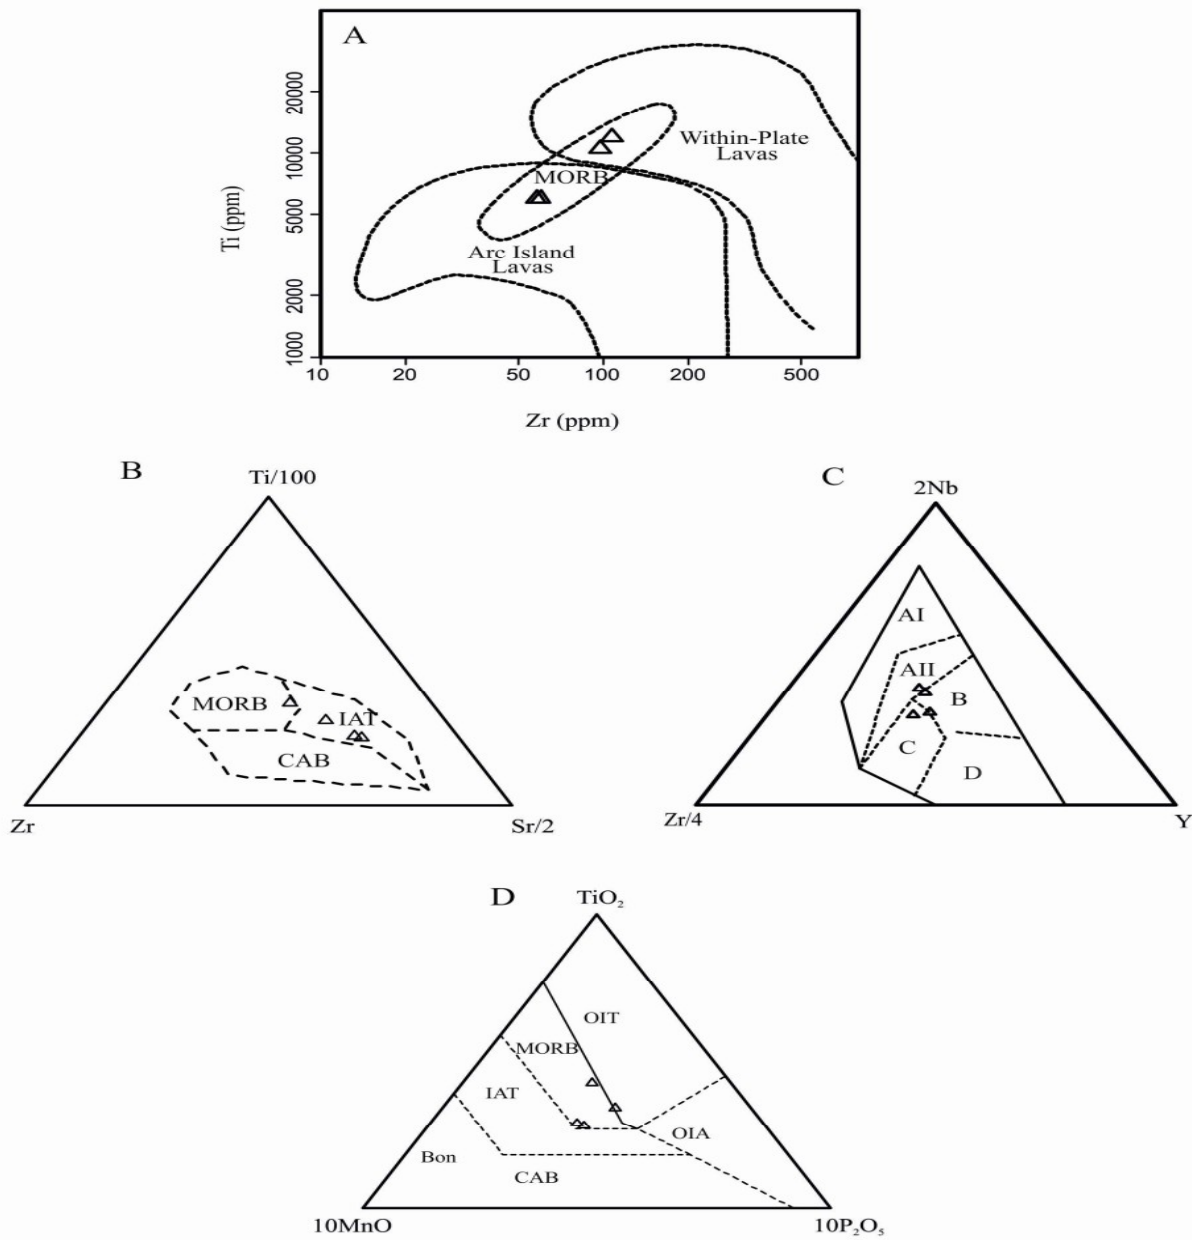 A
20000
10000
5000
2000
1000
Ti (ppm)
Within-Plate
Lavas
MORB
Arc Island
Lavas
10 20 50 100 200 500
Zr (ppm)
B
Ti/100
MORB
IAT
CAB
Zr
Sr/2
C
2Nb
AI
AII
B
C
D
Zr/4
Y
D
TiO₂
OIT
MORB
IAT
OIA
Bon
CAB
10MnO
10P₂O₅